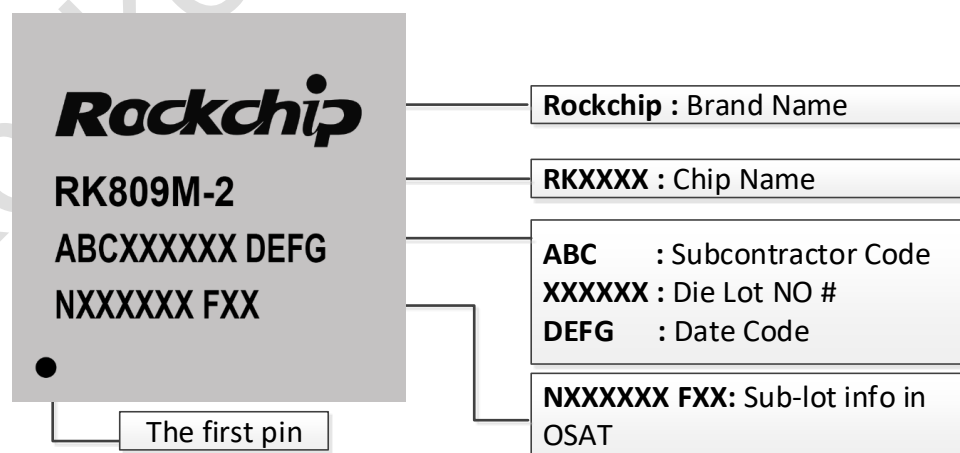 Rockchip
RK809M-2
ABCXXXXXX DEFG
NXXXXXX FXX
The first pin
Rockchip : Brand Name
RKXXXX : Chip Name
ABC : Subcontractor Code
XXXXXX : Die Lot NO #
DEFG : Date Code
NXXXXXX FXX: Sub-lot info in
OSAT